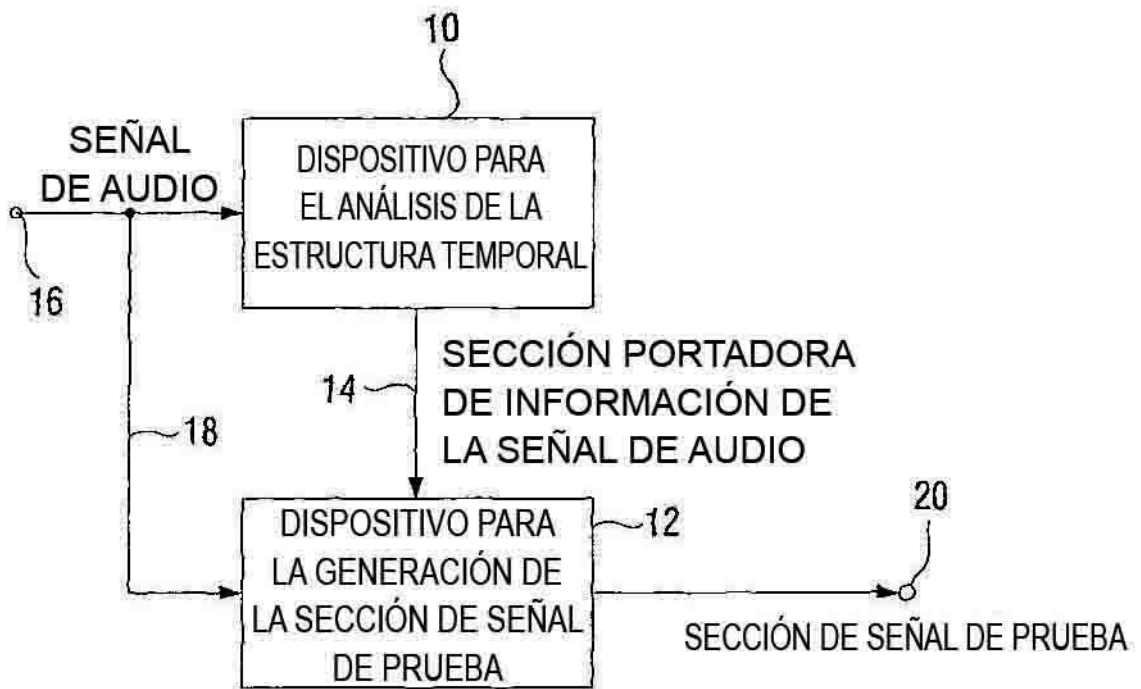 10
SEÑAL
DE AUDIO
DISPOSITIVO PARA
EL ANÁLISIS DE LA
ESTRUCTURA TEMPORAL
16
14
SECCIÓN PORTADORA
DE INFORMACIÓN DE
LA SEÑAL DE AUDIO
18
DISPOSITIVO PARA
LA GENERACIÓN DE
LA SECCIÓN DE SEÑAL
DE PRUEBA
12
20
SECCIÓN DE SEÑAL DE PRUEBA